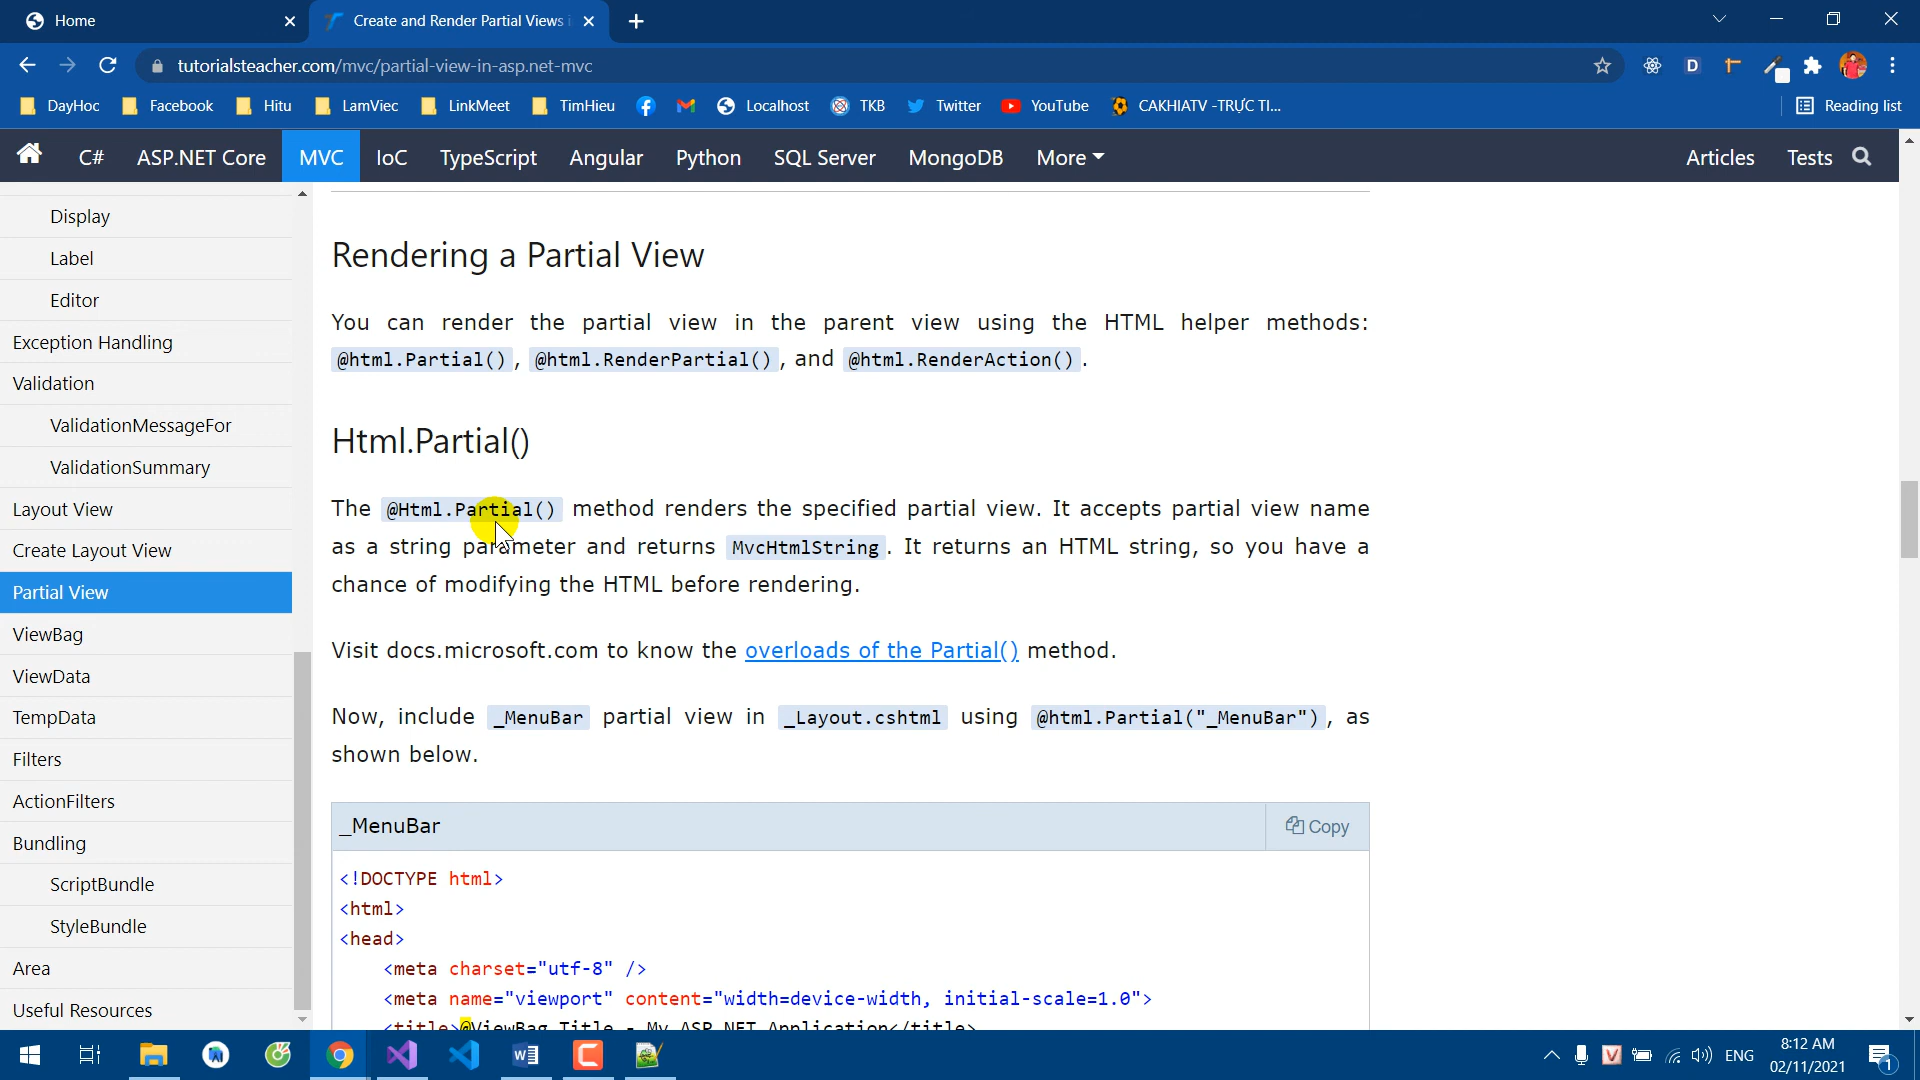 Home
Create and Render Partial Views i
tutorialsteacher.com/mvc/partial-view-in-asp.net-mvc
D
DayHoc Facebook Hitu LamViec LinkMeet TimHieu Localhost TKB Twitter YouTube CAKHIATV -TRỰC TI... Reading list
C# ASP.NET Core MVC IoC TypeScript Angular Python SQL Server MongoDB More Articles Tests
Display
Label
Editor
Exception Handling
Validation
ValidationMessageFor
ValidationSummary
Layout View
Create Layout View
Partial View
ViewBag
ViewData
TempData
Filters
ActionFilters
Bundling
ScriptBundle
StyleBundle
Area
Useful Resources
Rendering a Partial View
You can render the partial view in the parent view using the HTML helper methods:
@html.Partial(), @html.RenderPartial(), and @html.RenderAction().
Html.Partial()
The @Html.Partial() method renders the specified partial view. It accepts partial view name
as a string parameter and returns MvcHtmlString. It returns an HTML string, so you have a
chance of modifying the HTML before rendering.
Visit docs.microsoft.com to know the overloads of the Partial() method.
Now, include _MenuBar partial view in _Layout.cshtml using @html.Partial("_MenuBar"), as
shown below.
_MenuBar Copy
<!DOCTYPE html>
<html>
<head>
<meta charset="utf-8" />
<meta name="viewport" content="width=device-width, initial-scale=1.0">
<title>@ViewBag.Title - My ASP.NET Application</title>
ENG
8:12 AM
02/11/2021
1